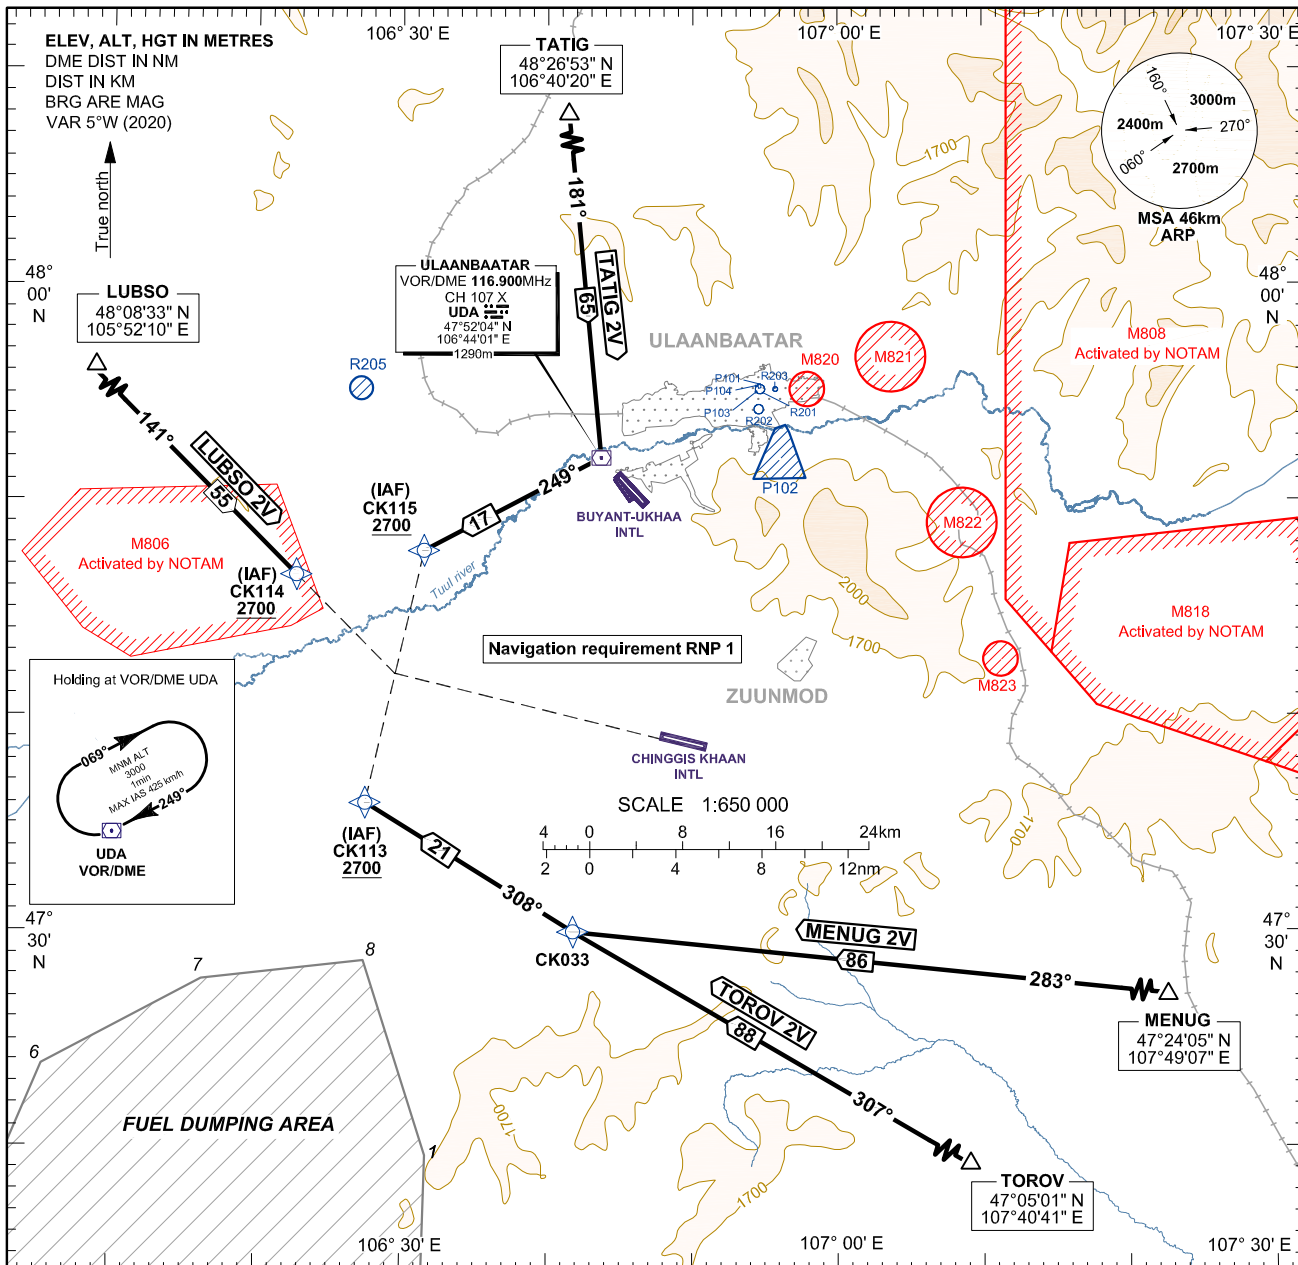 ELEV, ALT, HGT IN METRES
DME DIST IN NM
DIST IN KM
BRG ARE MAG
VAR 5°W (2020)
True north
106° 30' E
107° 00' E
107° 30' E
TATIG
48°26'53" N
106°40'20" E
160°
3000m
2400m
270°
060°
2700m
MSA 46km
ARP
1700
181°
TATIG 2V
65
48°
00'
N
48°
00'
N
LUBSO
48°08'33" N
105°52'10" E
ULAANBAATAR
VOR/DME 116.900MHz
CH 107 X
UDA
47°52'04" N
106°44'01" E
1290m
ULAANBAATAR
R205
P101
R203
P104
P103
R201
R202
P102
M820
M821
M808
Activated by NOTAM
141°
LUBSO 2V
55
249°
17
(IAF)
CK115
2700
BUYANT-UKHAA
INTL
M822
M806
Activated by NOTAM
(IAF)
CK114
2700
Tuul river
2000
1700
M818
Activated by NOTAM
Navigation requirement RNP 1
ZUUNMOD
M823
Holding at VOR/DME UDA
069°
MNM ALT
3000
1min
MAX IAS 425 km/h
249°
UDA
VOR/DME
CHINGGIS KHAAN
INTL
SCALE 1:650 000
4 0 8 16 24km
2 0 4 8 12nm
1700
(IAF)
CK113
2700
21
308°
CK033
MENUG 2V
86
283°
47°
30'
N
47°
30'
N
TOROV 2V
88
307°
MENUG
47°24'05" N
107°49'07" E
6
7
8
1
FUEL DUMPING AREA
1700
1700
TOROV
47°05'01" N
107°40'41" E
106° 30' E
107° 00' E
107° 30' E